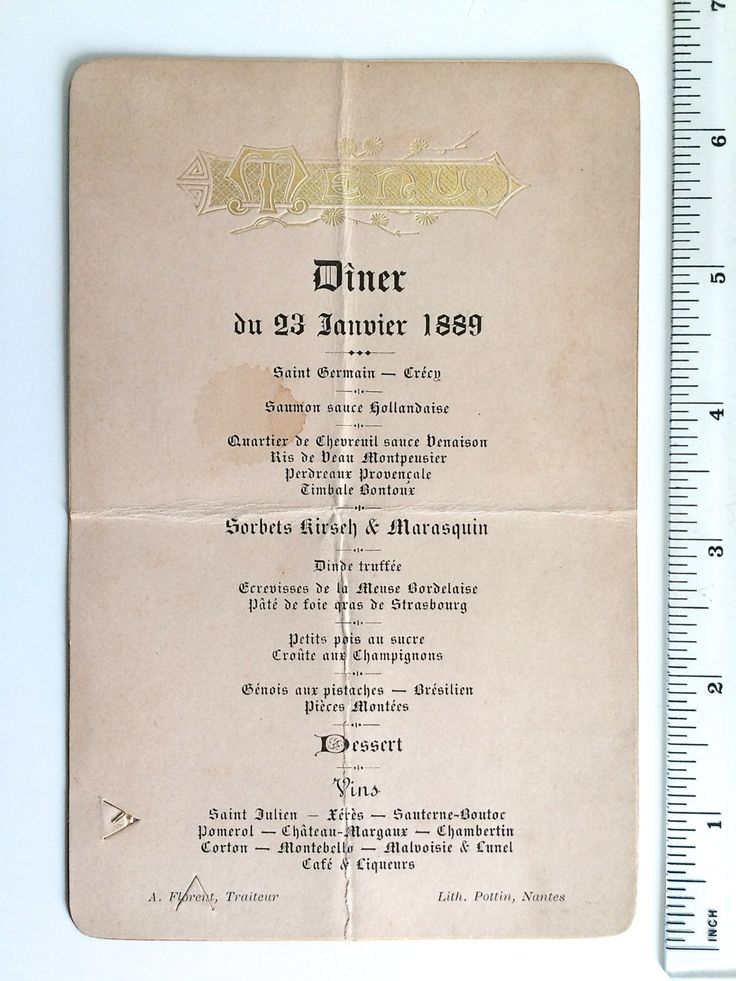 Menu
Dîner
du 23 Janvier 1889
Saint Germain — Crécy
Saumon sauce Hollandaise
Quartier de Chevreuil sauce Venaison
Ris de Veau Montpensier
Perdreaux Provençale
Timbale Bontoux
Sorbets Kirsch & Marasquin
Dinde truffée
Ecrevisses de la Meuse Bordelaise
Pâté de foie gras de Strasbourg
Petits pois au sucre
Croûte aux Champignons
Génois aux pistaches — Brésilien
Pièces Montées
Dessert
Vins
Saint Julien — Xérès — Sauterne-Boutoc
Pomerol — Château-Margaux — Chambertin
Corton — Montebello — Malvoisie & Lunel
Café & Liqueurs
A. Florent, Traiteur
Lith. Pottin, Nantes
7
6
5
4
3
2
1
INCH